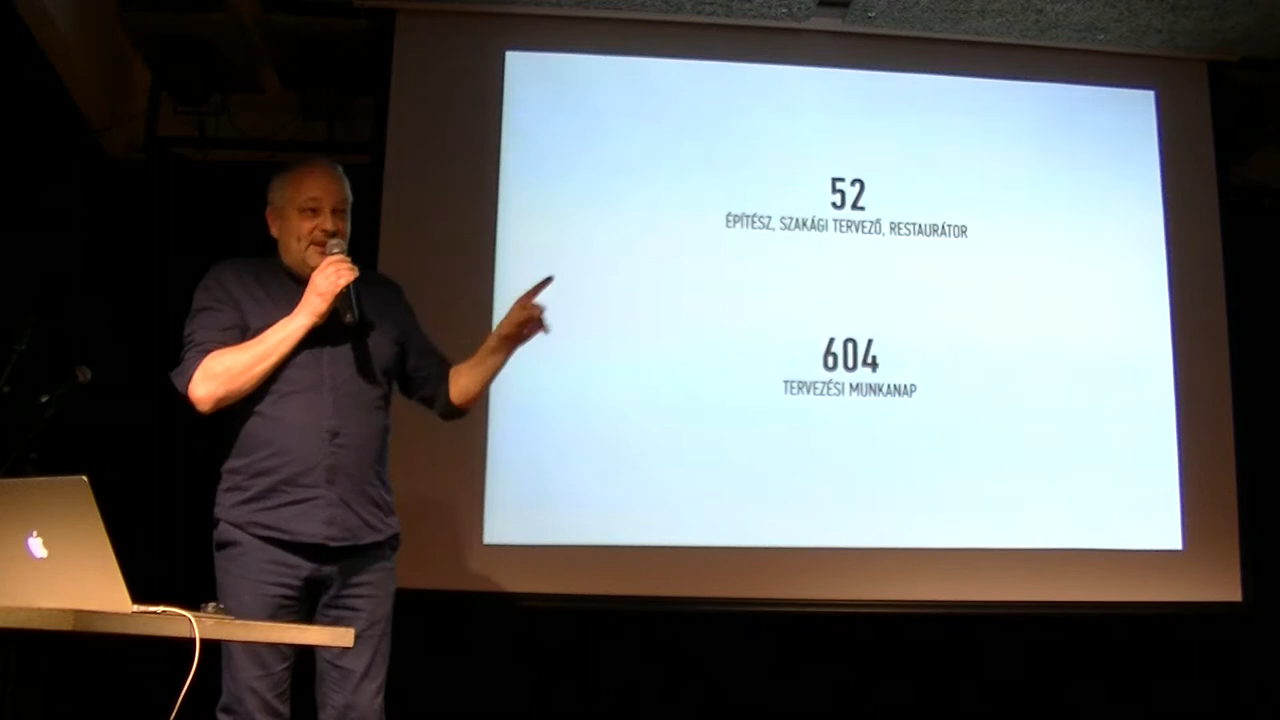 52
ÉPÍTÉSZ, SZAKÁGI TERVEZŐ, RESTAURÁTOR
604
TERVEZÉSI MUNKANAP